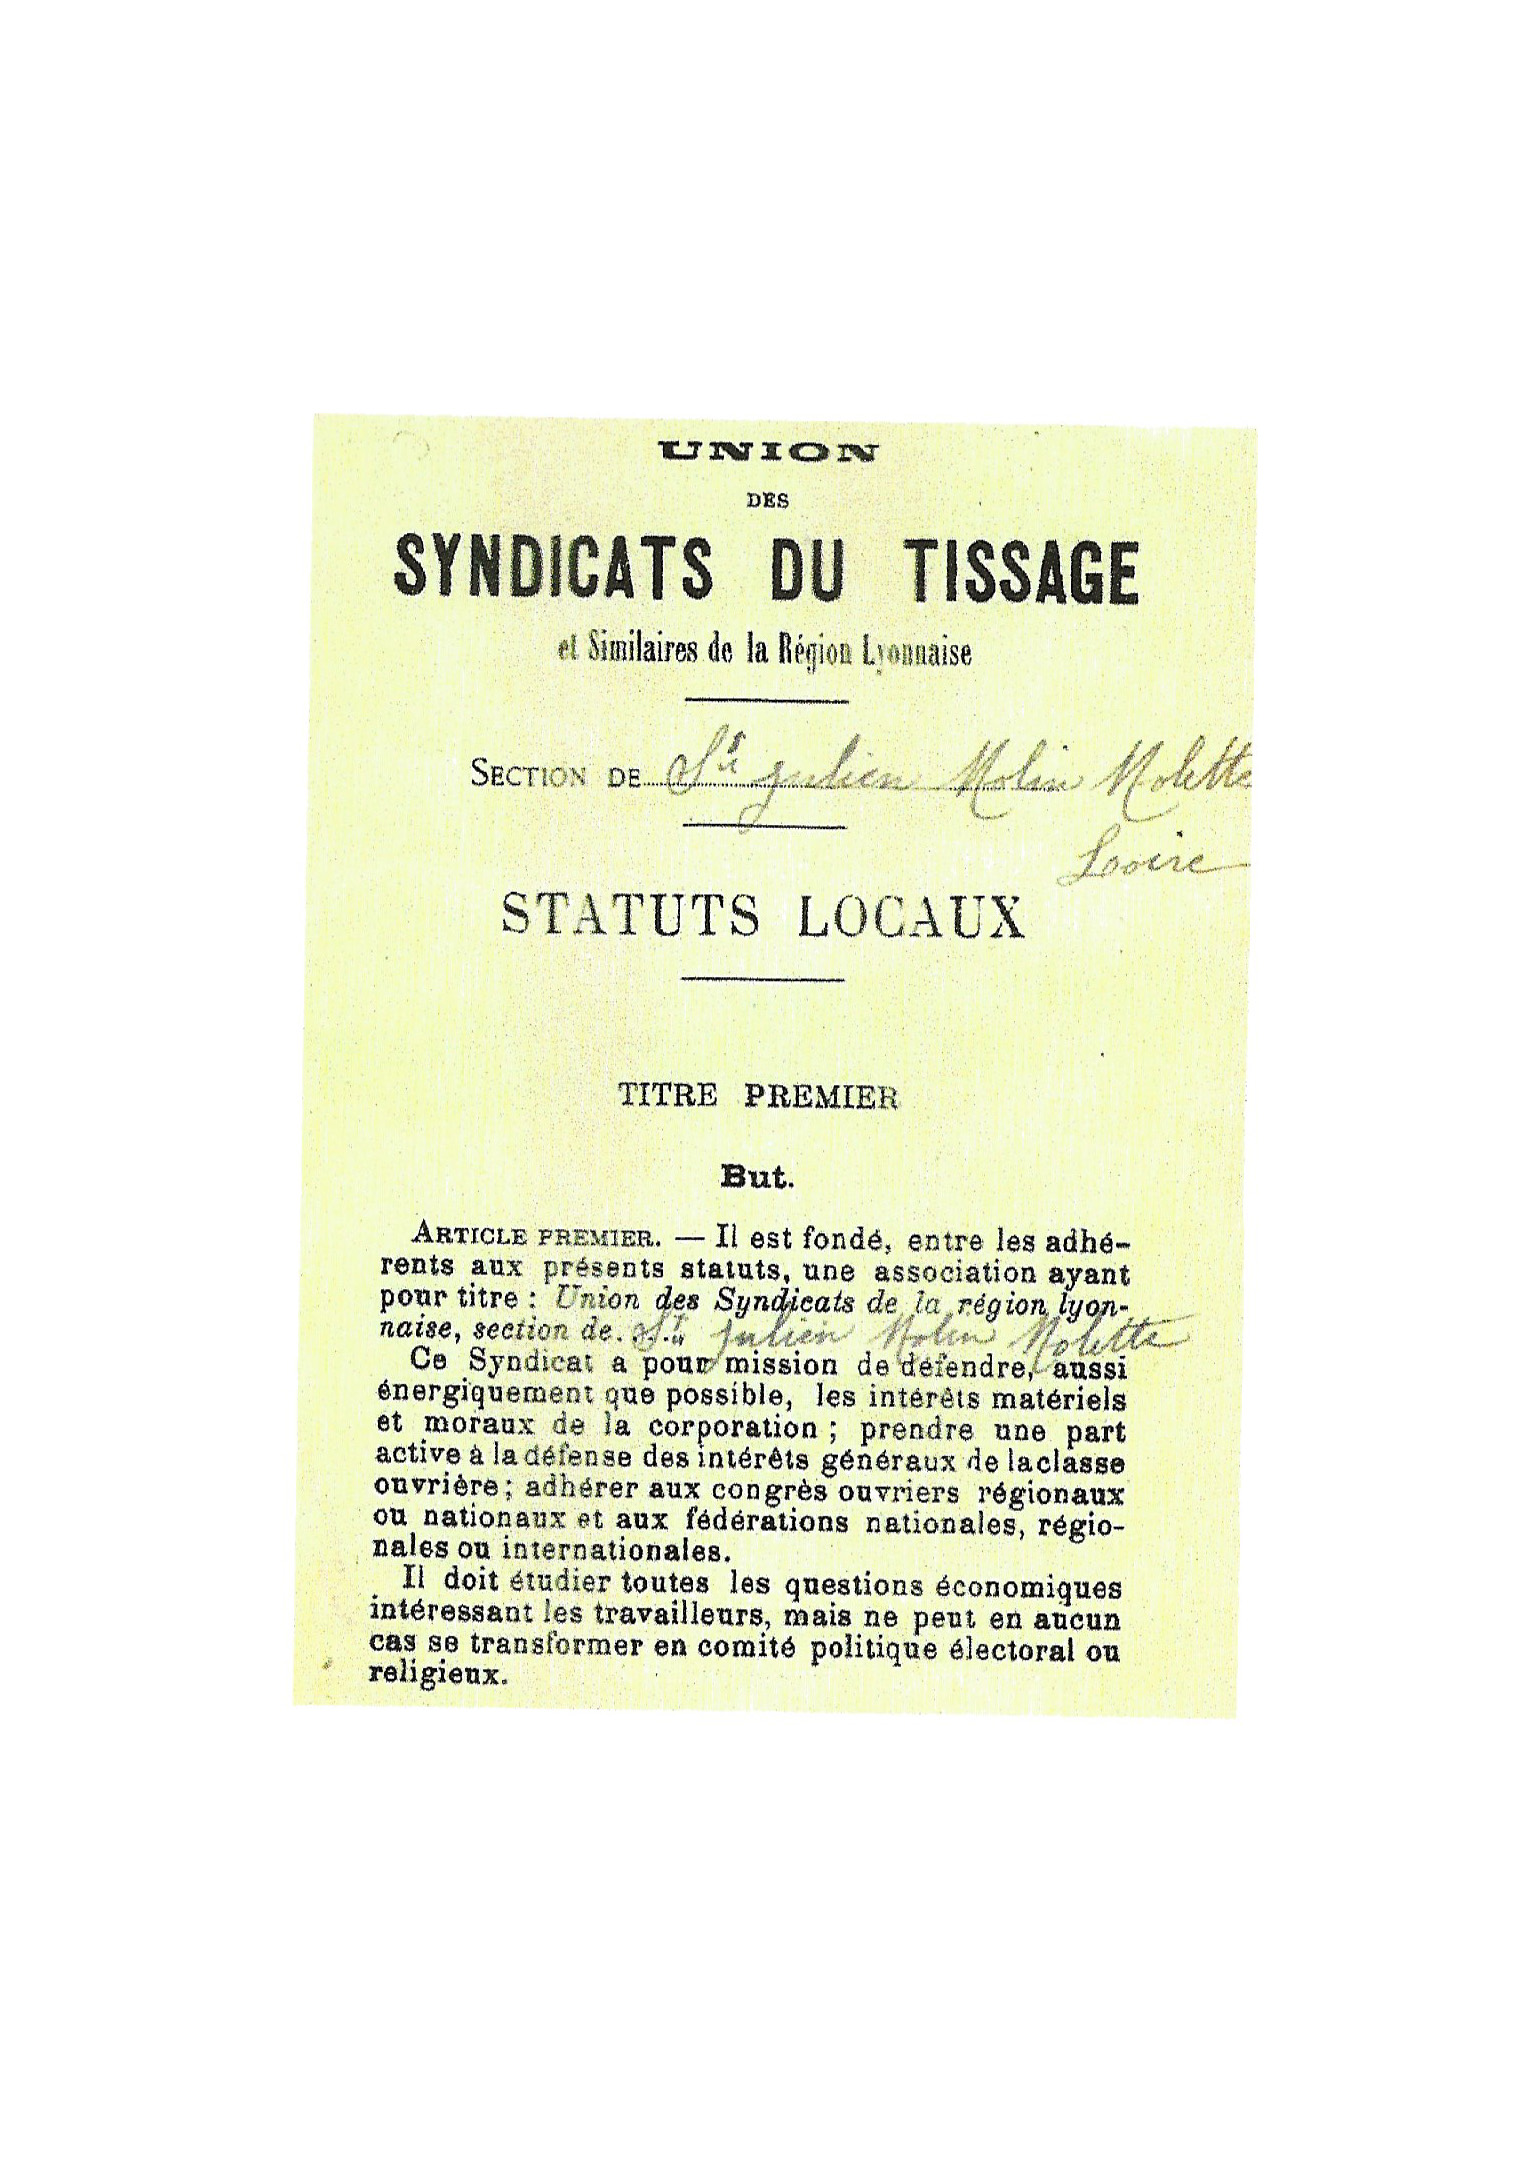 UNION
DES
SYNDICATS DU TISSAGE
et Similaires de la Région Lyonnaise
SECTION DE St Julien Molin Molette
Loire
STATUTS LOCAUX
TITRE PREMIER
But.
ARTICLE PREMIER. — Il est fondé, entre les adhé-
rents aux présents statuts, une association ayant
pour titre : Union des Syndicats de la région lyon-
naise, section de St Julien Molin Molette
Ce Syndicat a pour mission de défendre, aussi
énergiquement que possible, les intérêts matériels
et moraux de la corporation ; prendre une part
active à la défense des intérêts généraux de laclasse
ouvrière ; adhérer aux congrès ouvriers régionaux
ou nationaux et aux fédérations nationales, régio-
nales ou internationales.
Il doit étudier toutes les questions économiques
intéressant les travailleurs, mais ne peut en aucun
cas se transformer en comité politique électoral ou
religieux.